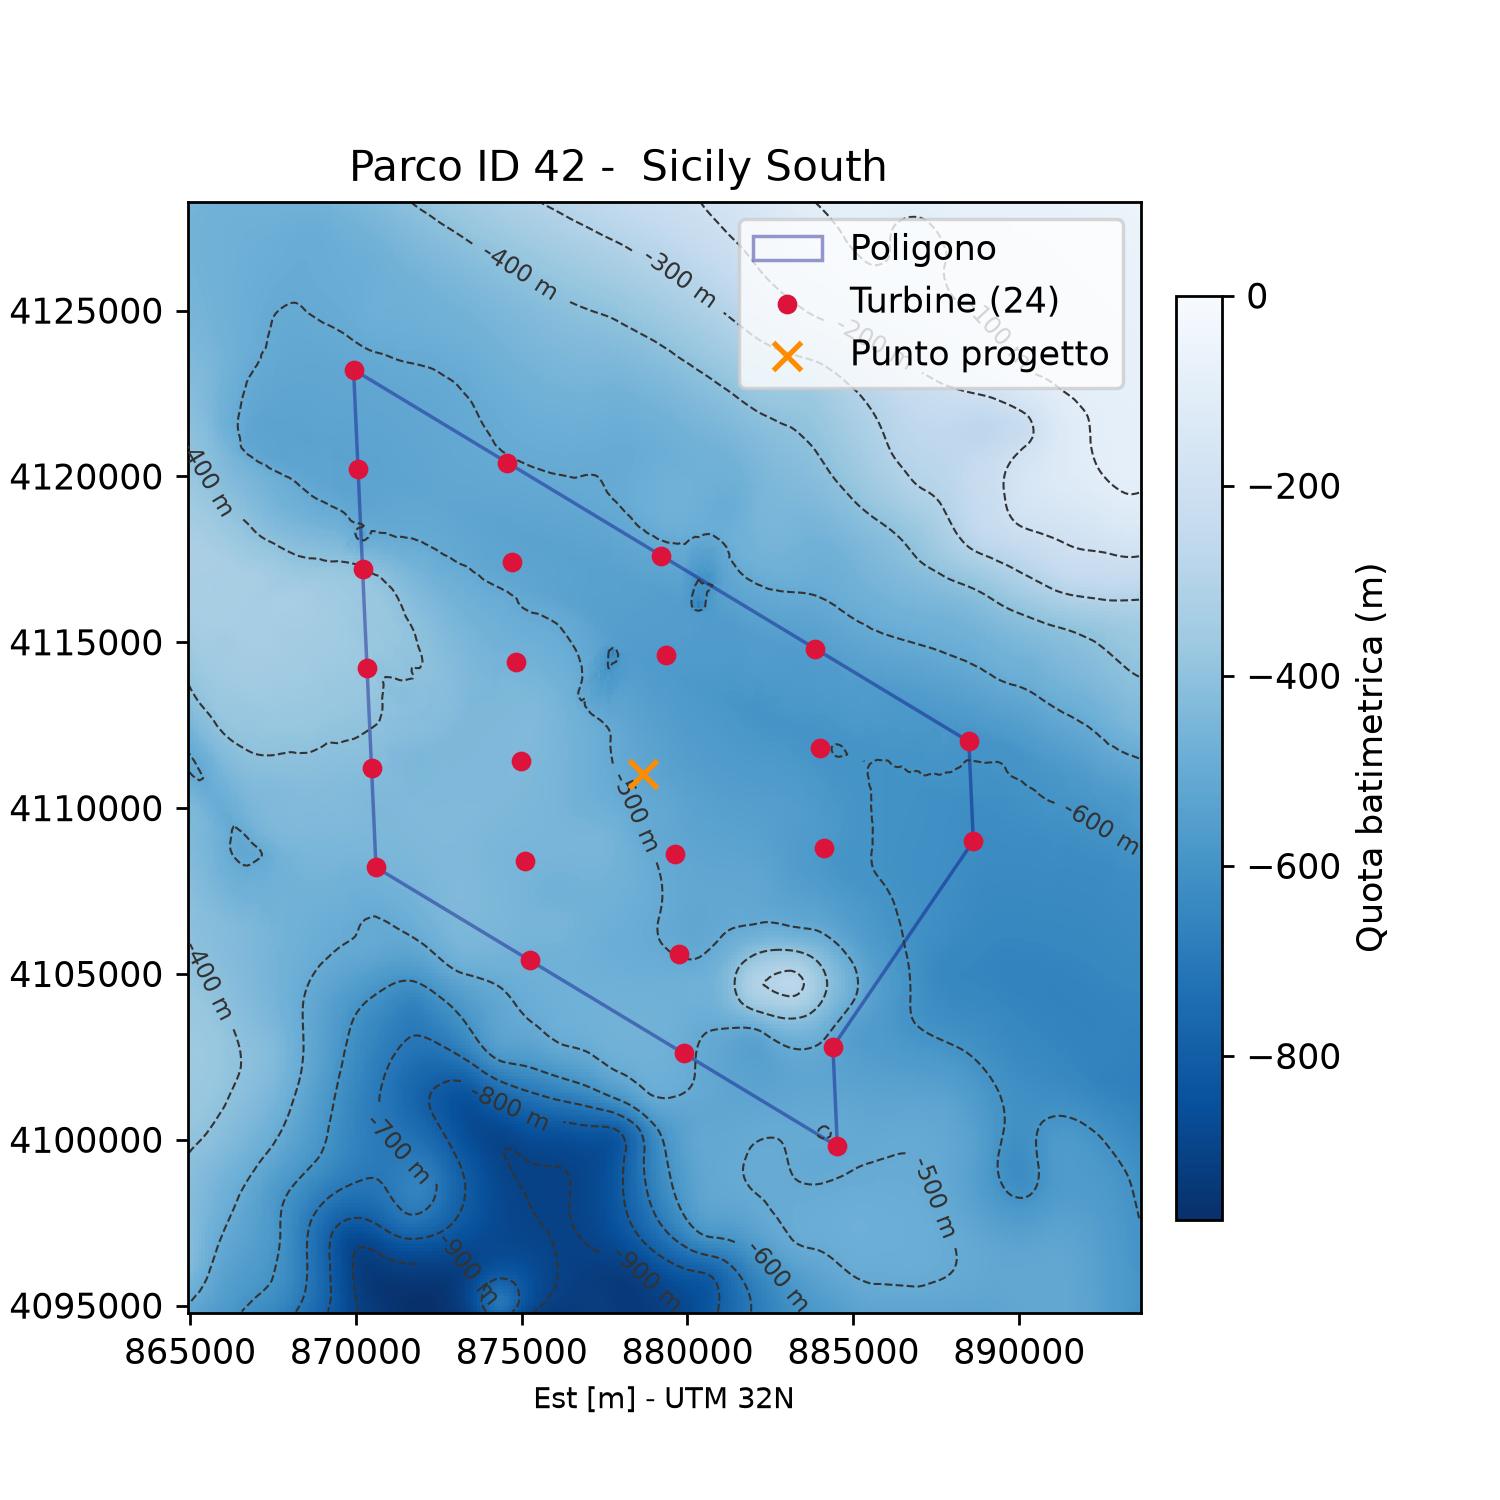 Parco ID 42 -  Sicily South
Poligono
Turbine (24)
Punto progetto
-400 m
-300 m
-200 m
-100 m
400 m
-500 m
-600 m
400 m
-800 m
-700 m
-500 m
-900 m
-900 m
-600 m
4125000
4120000
4115000
4110000
4105000
4100000
4095000
865000
870000
875000
880000
885000
890000
Est [m] - UTM 32N
0
−200
−400
−600
−800
Quota batimetrica (m)